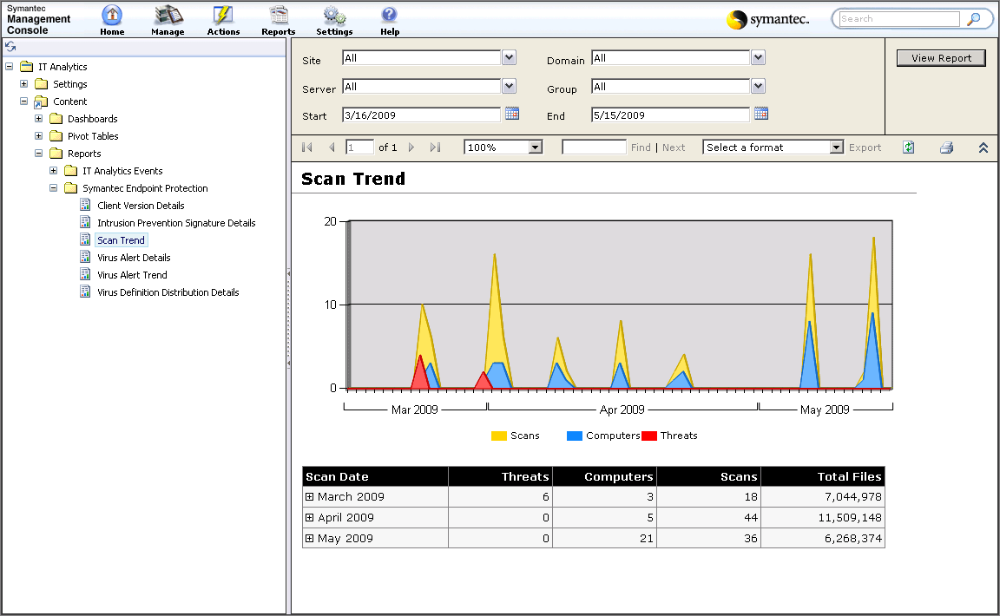 Symantec
Management
Console
Home
Manage
Actions
Reports
Settings
Help
symantec.
Search
IT Analytics
Settings
Content
Dashboards
Pivot Tables
Reports
IT Analytics Events
Symantec Endpoint Protection
Client Version Details
Intrusion Prevention Signature Details
Scan Trend
Virus Alert Details
Virus Alert Trend
Virus Definition Distribution Details
Site All Domain All View Report
Server All Group All
Start 3/16/2009 End 5/15/2009
1 of 1 100% Find | Next Select a format Export
Scan Trend
20
10
0
Mar 2009 Apr 2009 May 2009
Scans Computers Threats
Scan Date Threats Computers Scans Total Files
March 2009 6 3 18 7,044,978
April 2009 0 5 44 11,509,148
May 2009 0 21 36 6,268,374